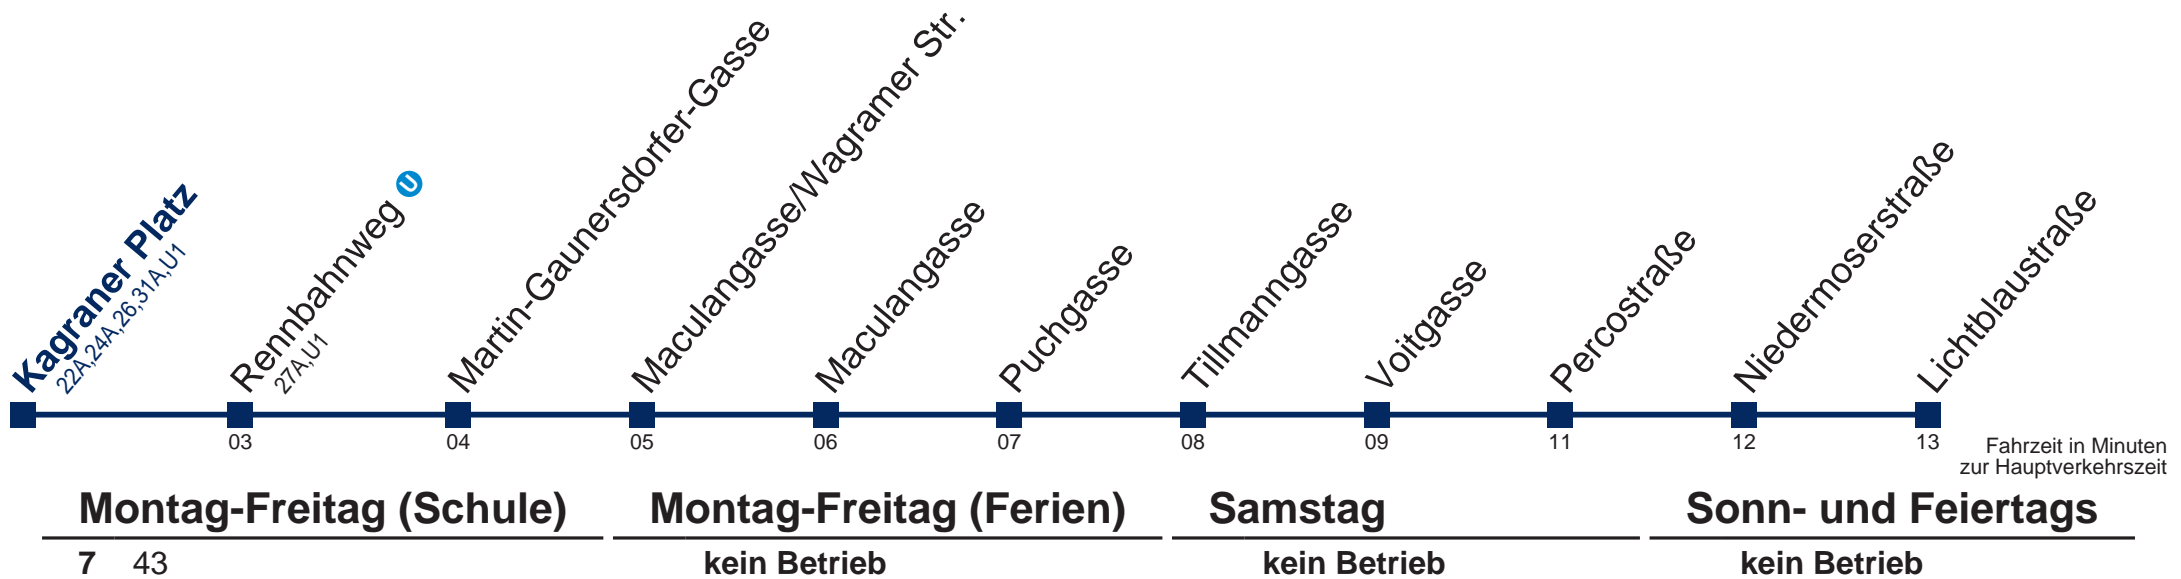 Kagraner Platz
22A,24A,26,31A,U1
Rennbahnweg U
27A,U1
Martin-Gaunersdorfer-Gasse
Maculangasse/Wagramer Str.
Maculangasse
Puchgasse
Tillmanngasse
Voitgasse
Percostraße
Niedermoserstraße
Lichtblaustraße
03 04 05 06 07 08 09 11 12 13
Fahrzeit in Minuten
zur Hauptverkehrszeit
Montag-Freitag (Schule) Montag-Freitag (Ferien) Samstag Sonn- und Feiertags
7 43 kein Betrieb kein Betrieb kein Betrieb